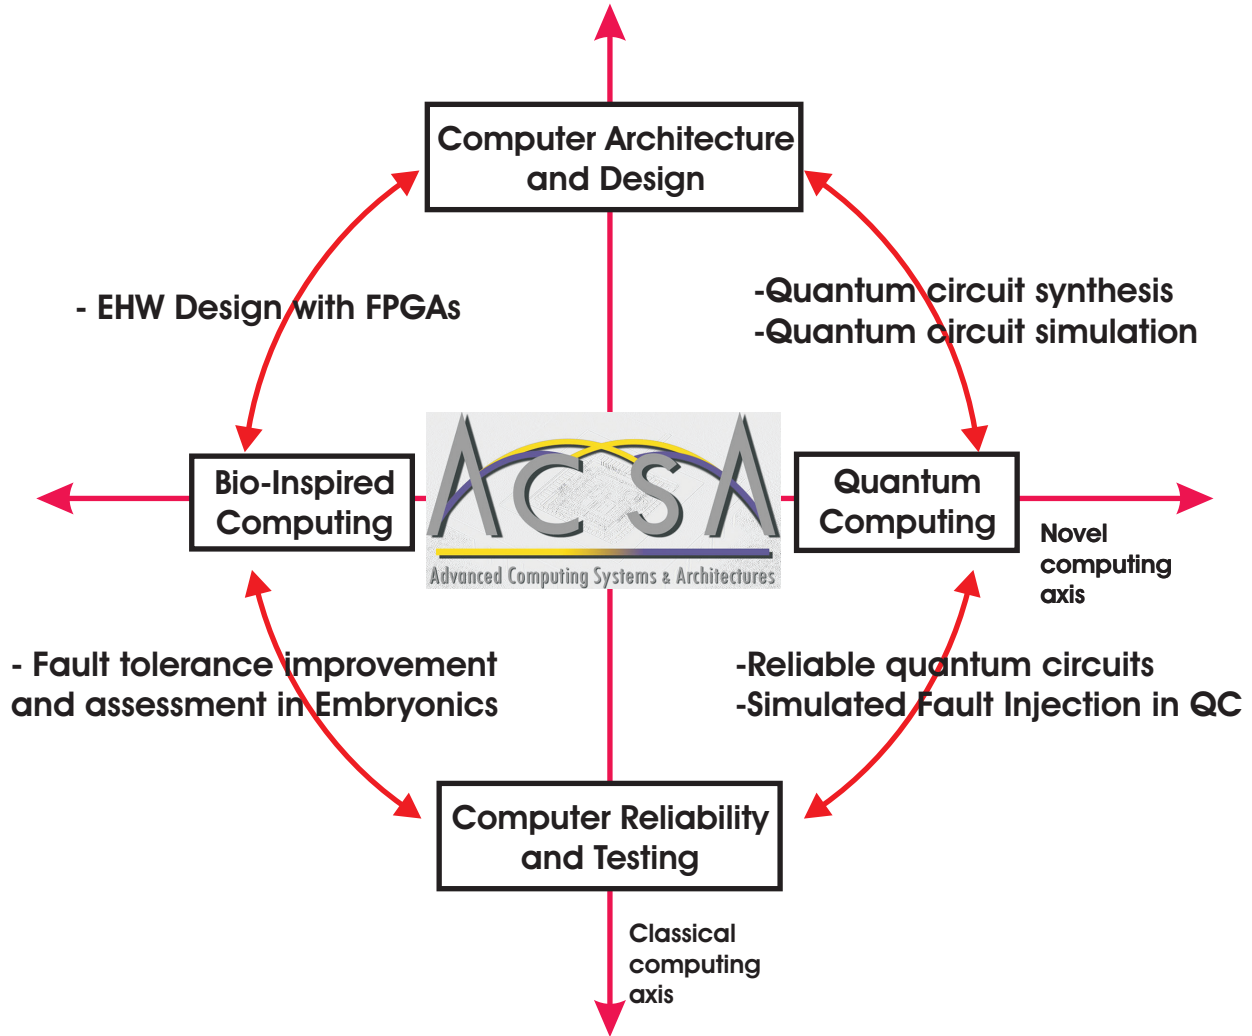 Computer Architecture
and Design
- EHW Design with FPGAs
-Quantum circuit synthesis
-Quantum circuit simulation
Bio-Inspired
Computing
ACSA
Advanced Computing Systems & Architectures
Quantum
Computing
Novel
computing
axis
- Fault tolerance improvement
and assessment in Embryonics
-Reliable quantum circuits
-Simulated Fault Injection in QC
Computer Reliability
and Testing
Classical
computing
axis